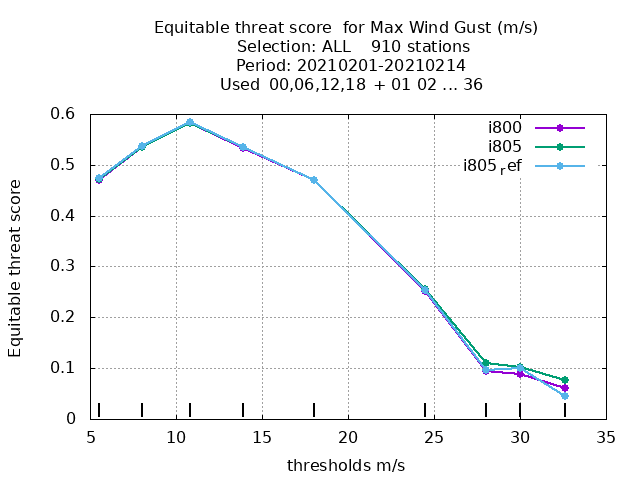 Equitable threat score  for Max Wind Gust (m/s)
Selection: ALL    910 stations
Period: 20210201-20210214
Used  00,06,12,18  + 01 02 ... 36
0.6
0.5
0.4
0.3
0.2
0.1
0
Equitable threat score
i800
i805
i805ref
5
10
15
20
25
30
35
thresholds m/s